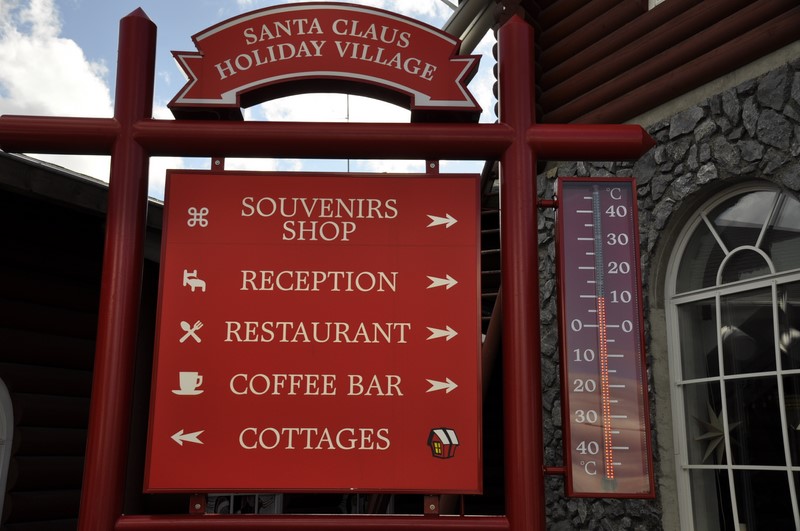 SANTA CLAUS
HOLIDAY VILLAGE
SOUVENIRS
SHOP
RECEPTION
RESTAURANT
COFFEE BAR
COTTAGES
°C
40
30
20
10
0 0
10
20
30
40
°C